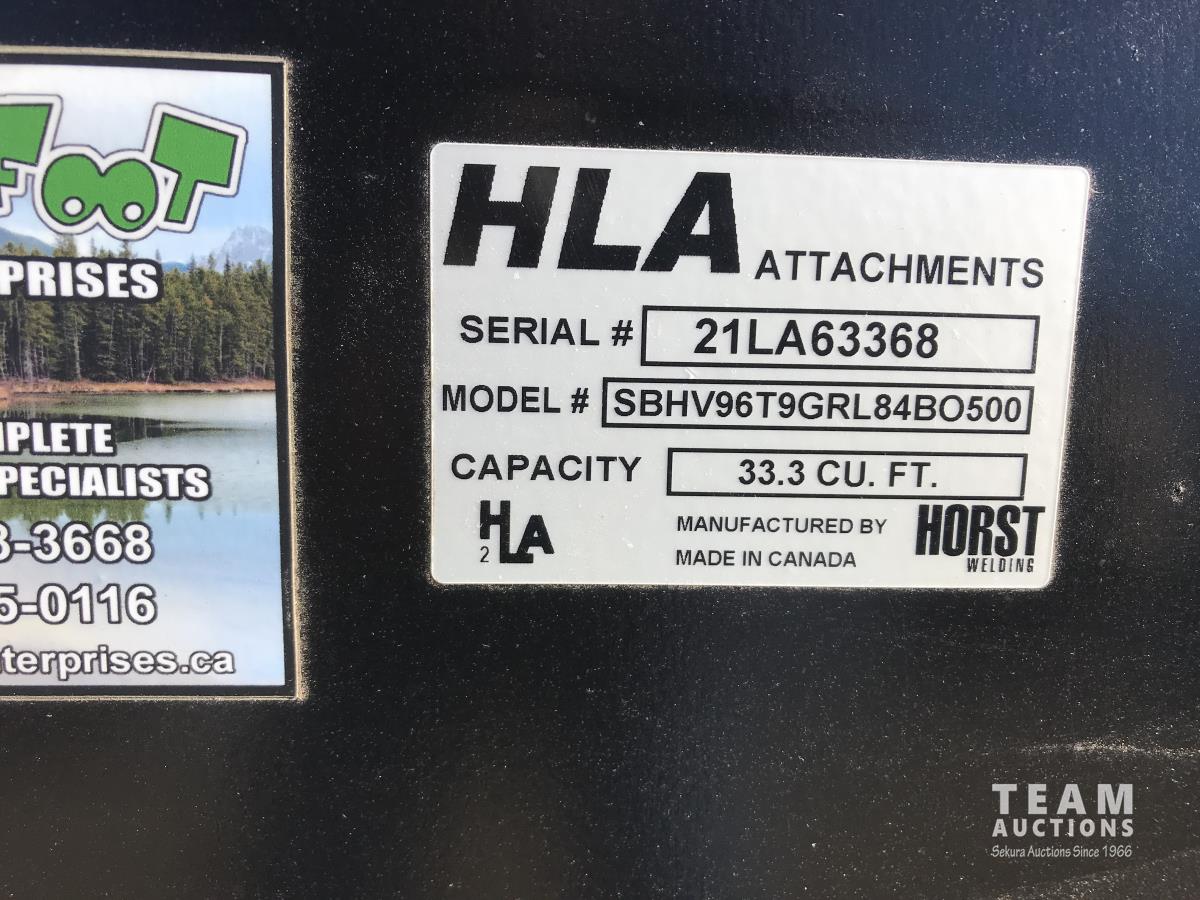 FOOT
PRISES
MPLETE
PECIALISTS
3-3668
5-0116
terprises.ca
HLA ATTACHMENTS
SERIAL # 21LA63368
MODEL # SBHV96T9GRL84BO500
CAPACITY 33.3 CU. FT.
HLA
2
MANUFACTURED BY HORST
MADE IN CANADA WELDING
TEAM
AUCTIONS
Sekura Auctions Since 1966